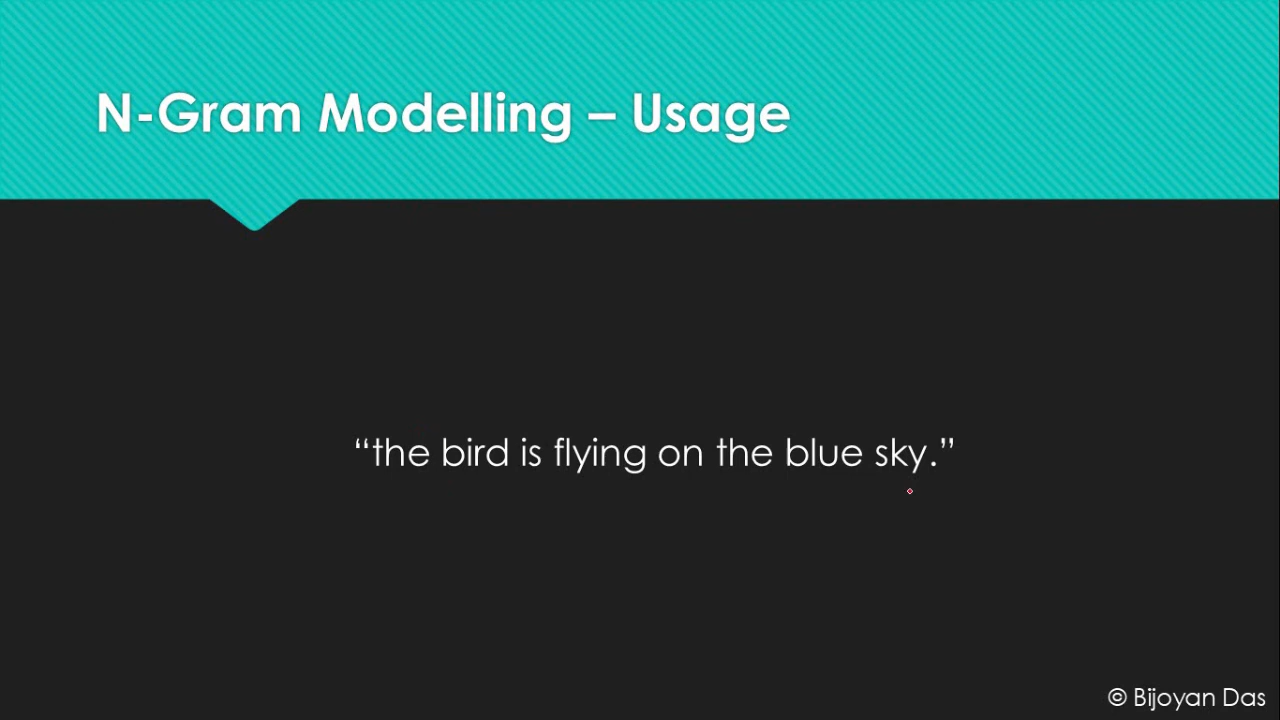 N-Gram Modelling – Usage
“the bird is flying on the blue sky.”
© Bijoyan Das